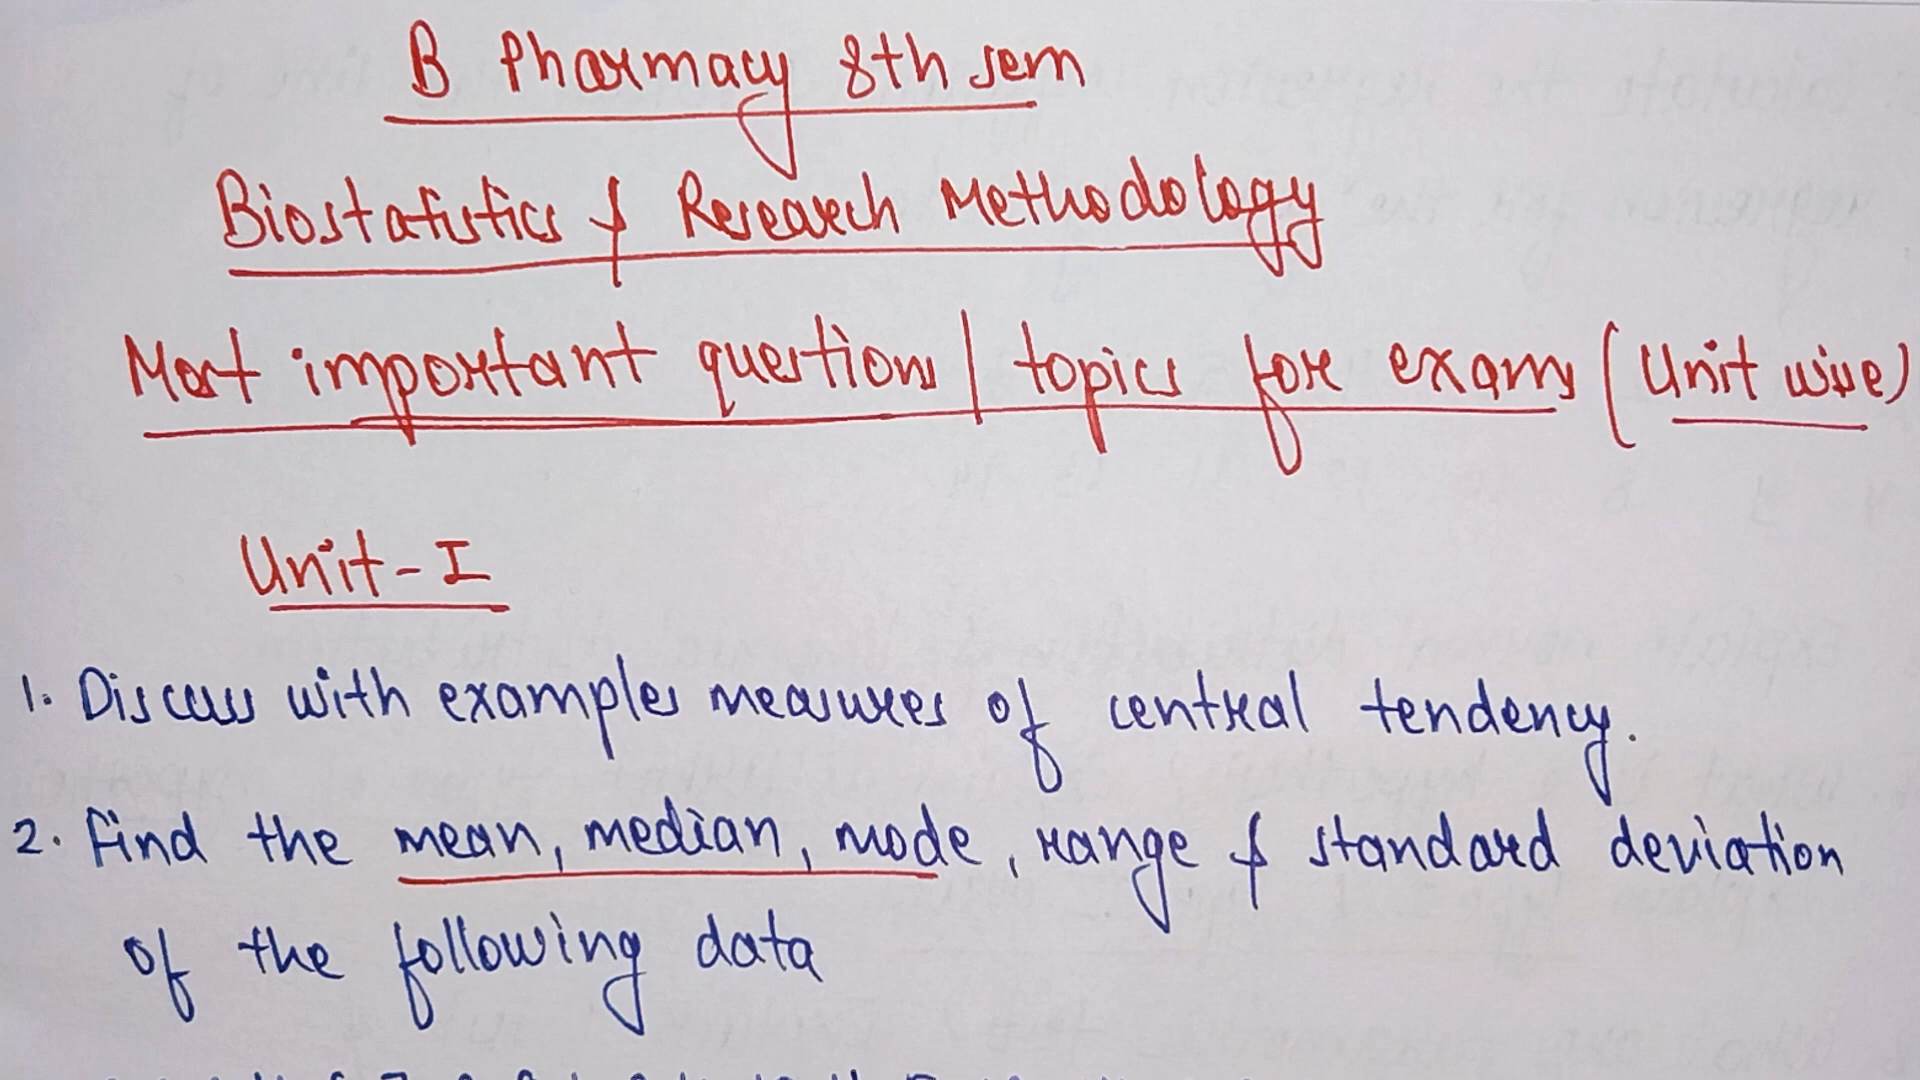 B Pharmacy 8th sem
Biostatistics & Research Methodology
Most important questions / topics for exams (Unit wise)
Unit-I
1. Discuss with examples measures of central tendency.
2. Find the mean, median, mode, range & standard deviation
of the following data